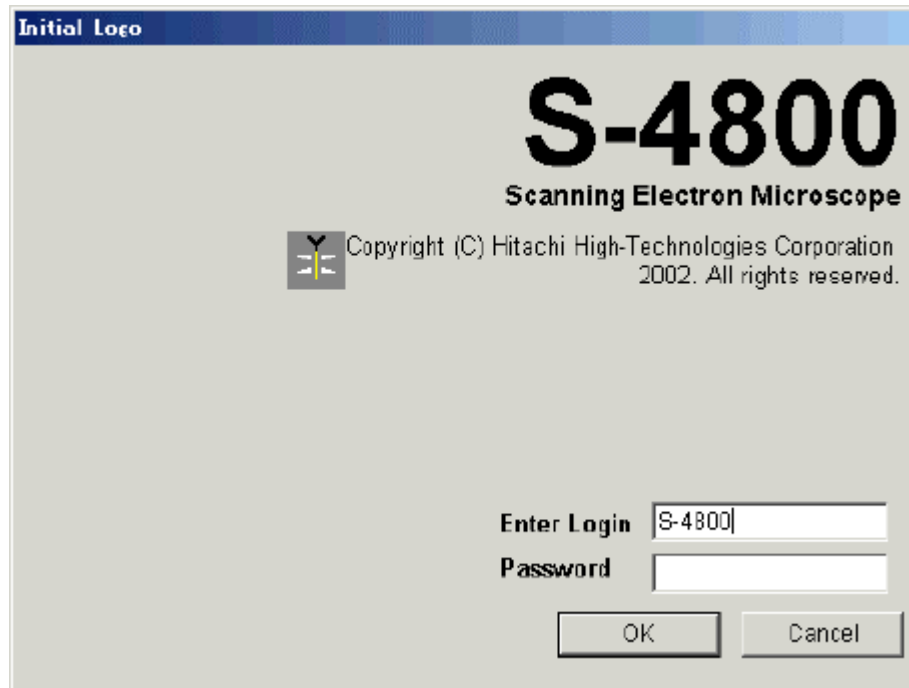 Initial Logo
S-4800
Scanning Electron Microscope
Copyright (C) Hitachi High-Technologies Corporation
2002. All rights reserved.
Enter Login S-4800
Password
OK Cancel